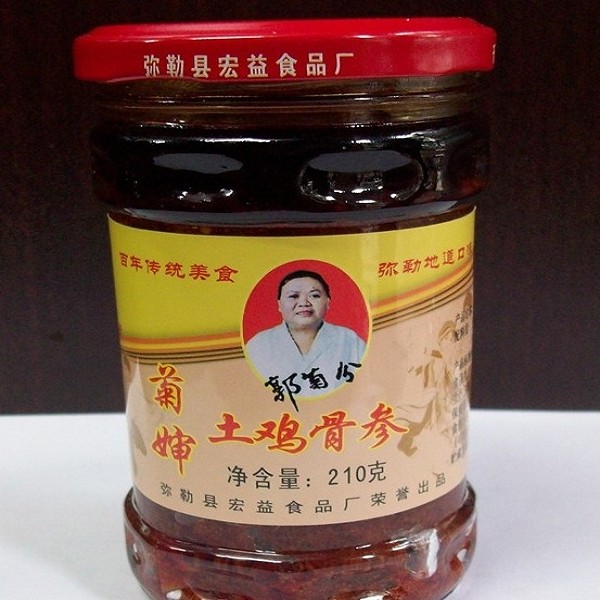 弥勒县宏益食品厂
百年传统美食
弥勒地道口
郭菊兮
菊婶
土鸡骨参
净含量：210克
弥勒县宏益食品厂荣誉出品